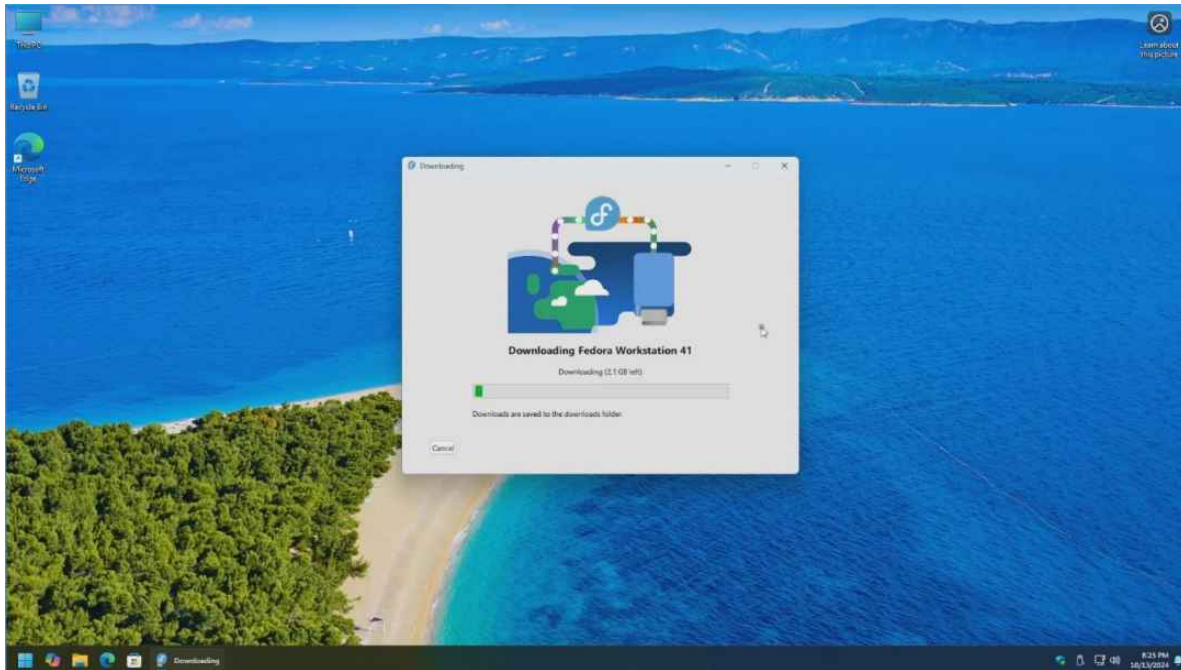 This PC
Recycle Bin
Microsoft
Edge
Learn about
this picture
Downloading
Downloading Fedora Workstation 41
Downloading (2.1 GB left)
Downloads are saved to the downloads folder.
Cancel
Downloading
8:25 PM
10/13/2024